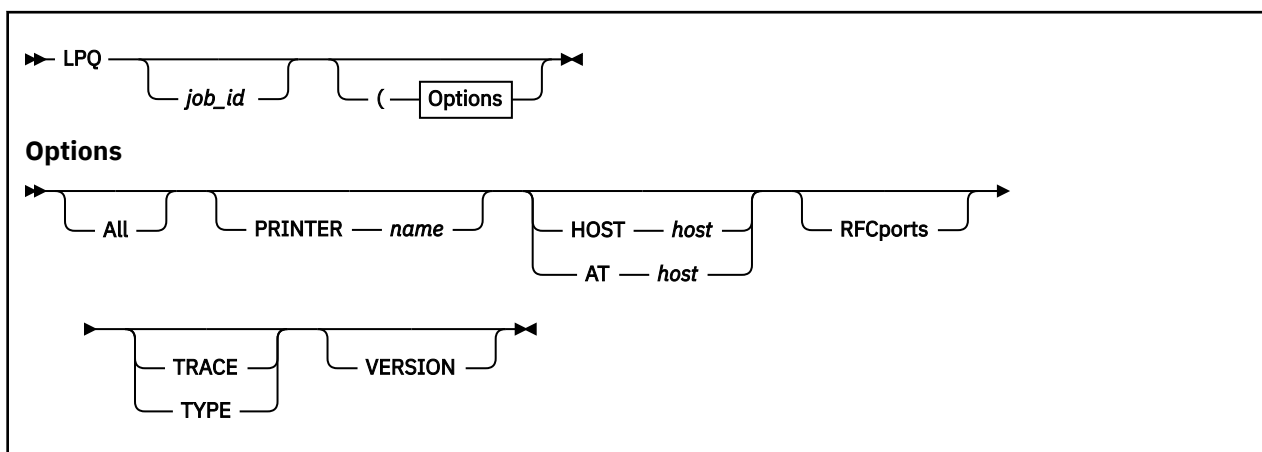 LPQ
job_id ( Options
Options
All PRINTER name HOST host RFCports
AT host
TRACE VERSION
TYPE